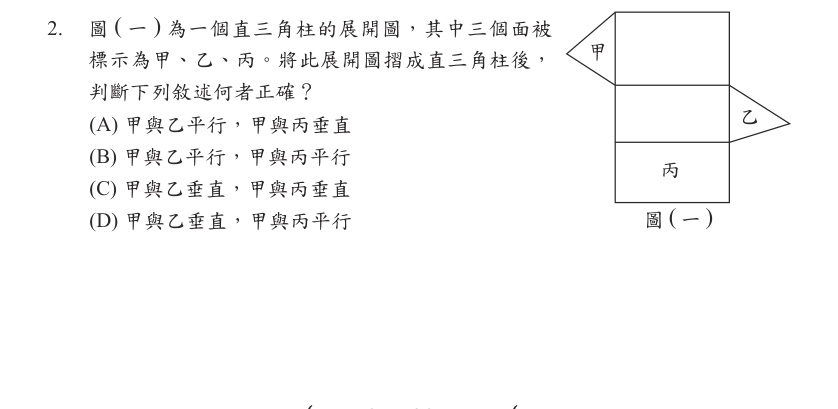 2. 圖(一)為一個直三角柱的展開圖，其中三個面被
標示為甲、乙、丙。將此展開圖摺成直三角柱後，
判斷下列敘述何者正確？
(A) 甲與乙平行，甲與丙垂直
(B) 甲與乙平行，甲與丙平行
(C) 甲與乙垂直，甲與丙垂直
(D) 甲與乙垂直，甲與丙平行
甲
乙
丙
圖(一)